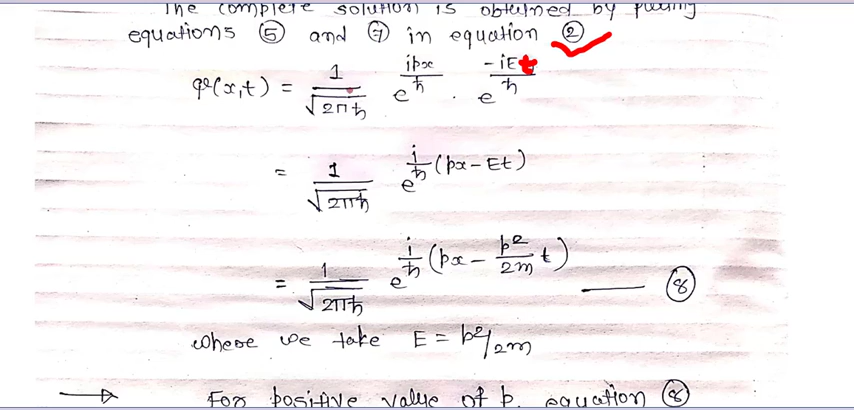 The complete solution is obtained by putting
equations ⑤ and ⑦ in equation ②
φ(x,t) = 1/√2πħ e^ipx/ħ . e^-iEt/ħ
= 1/√2πħ e^i/ħ (px - Et)
= 1/√2πħ e^i/ħ (px - p²/2m t) —— ⑧
where we take E = p²/2m
→ For positive value of p, equation ⑧